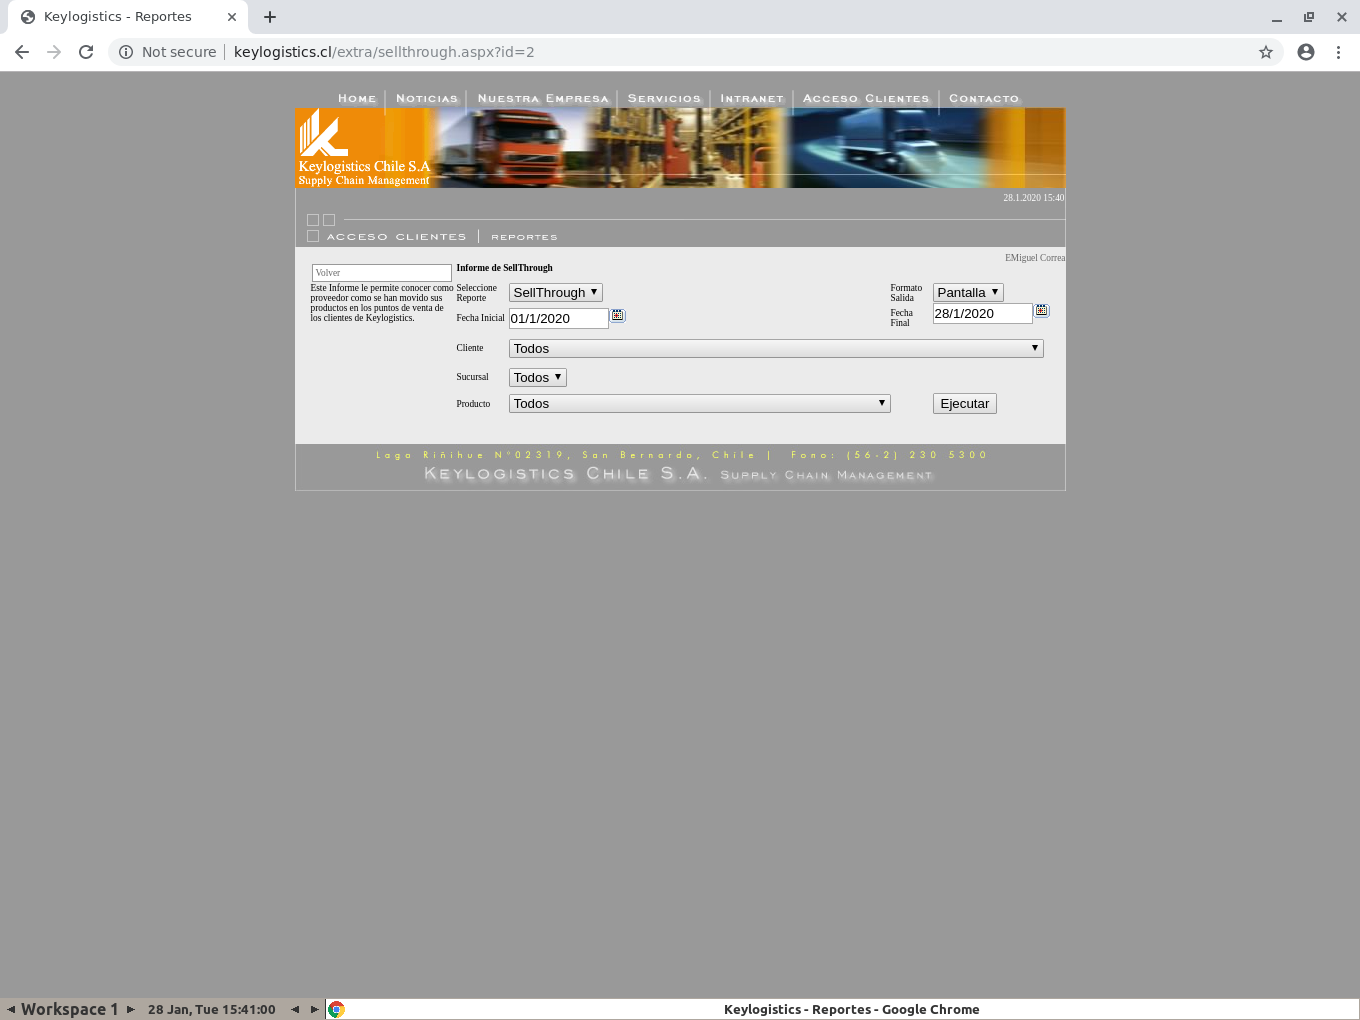 Keylogistics - Reportes
Not secure keylogistics.cl/extra/sellthrough.aspx?id=2
Home Noticias Nuestra Empresa Servicios Intranet Acceso Clientes Contacto
Keylogistics Chile S.A
Supply Chain Management
28.1.2020 15:40
ACCESO CLIENTES | REPORTES
EMiguel Correa
Volver
Este Informe le permite conocer como
proveedor como se han movido sus
productos en los puntos de venta de
los clientes de Keylogistics.
Informe de SellThrough
Seleccione
Reporte
SellThrough
Formato
Salida
Pantalla
Fecha Inicial
01/1/2020
Fecha
Final
28/1/2020
Cliente
Todos
Sucursal
Todos
Producto
Todos
Ejecutar
Lago Riñihue N°02319, San Bernardo, Chile | Fono: (56-2) 230 5300
Keylogistics Chile S.A. Supply Chain Management
Workspace 1 28 Jan, Tue 15:41:00 Keylogistics - Reportes - Google Chrome